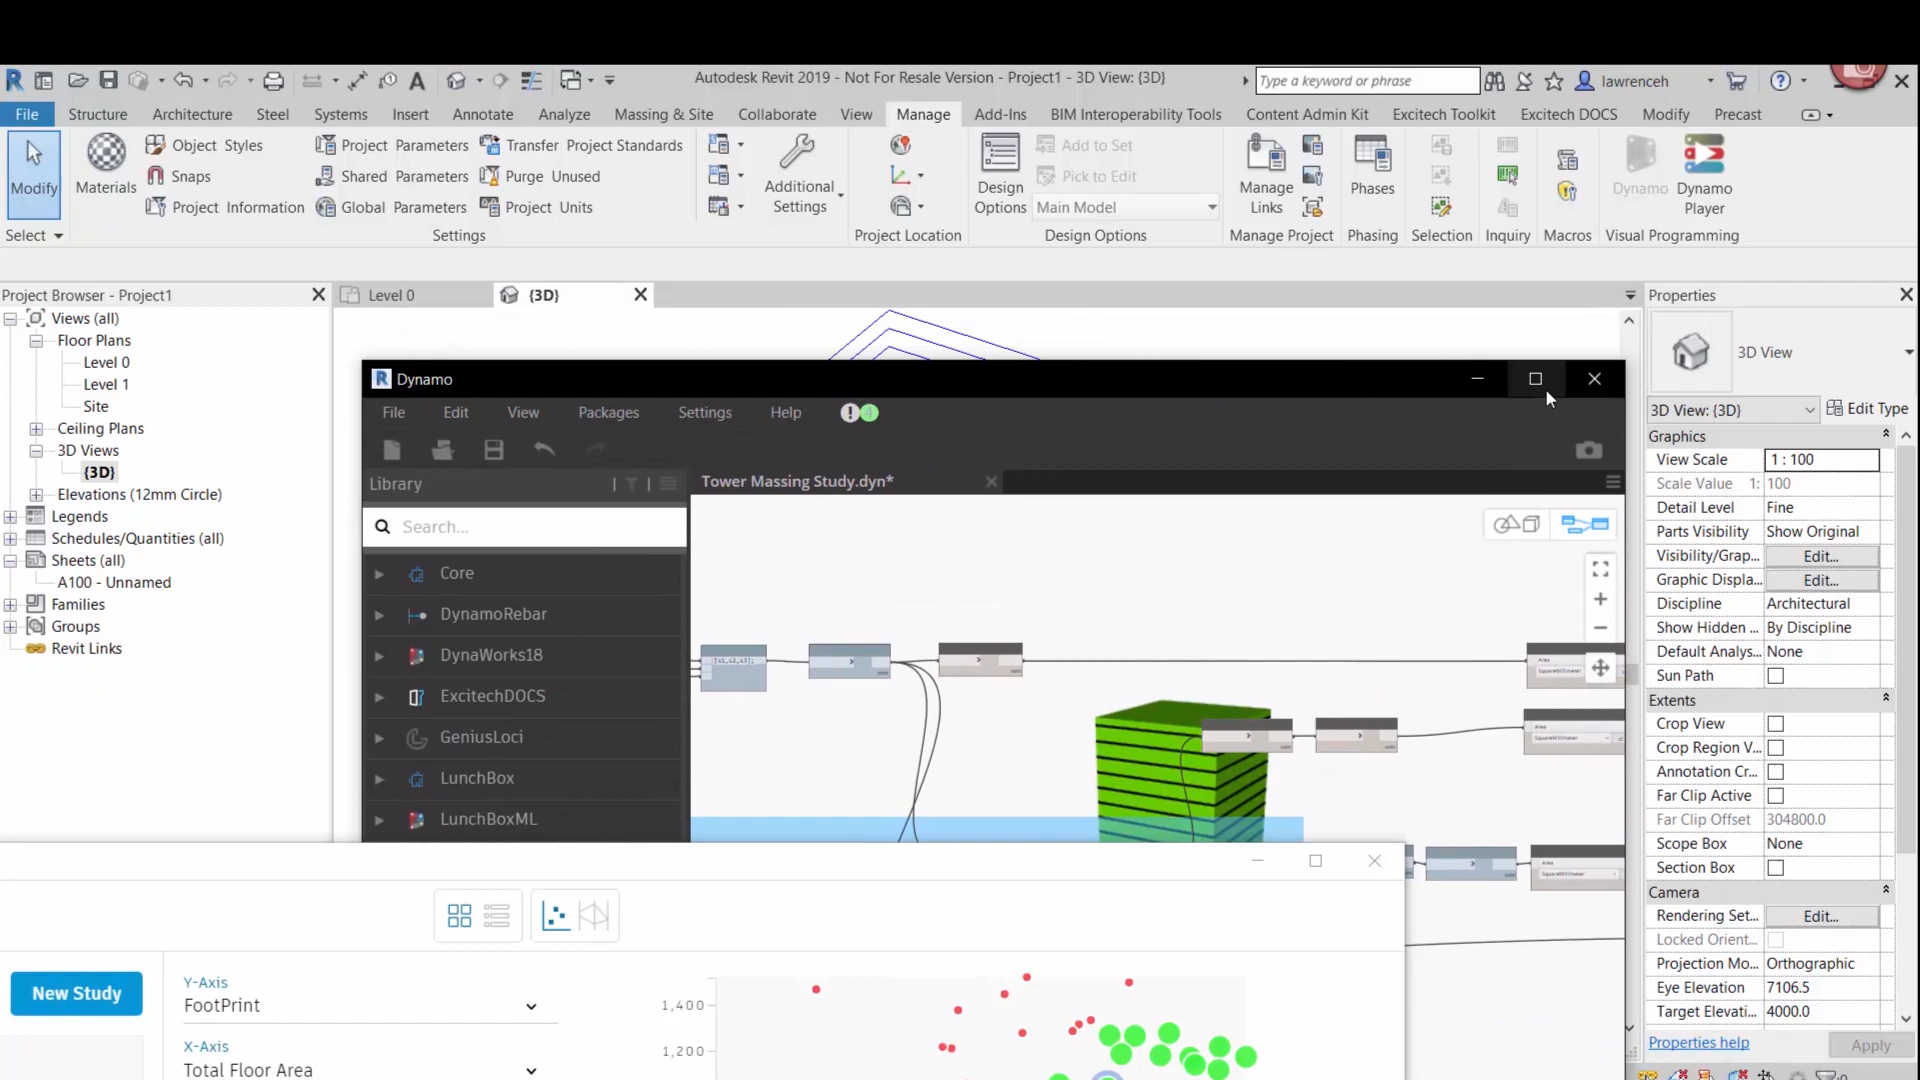 Autodesk Revit 2019 - Not For Resale Version - Project1 - 3D View: {3D}
Type a keyword or phrase
lawrenceh
File Structure Architecture Steel Systems Insert Annotate Analyze Massing & Site Collaborate View Manage Add-Ins BIM Interoperability Tools Content Admin Kit Excitech Toolkit Excitech DOCS Modify Precast
Modify
Materials
Object Styles
Snaps
Project Information
Project Parameters
Shared Parameters
Global Parameters
Transfer Project Standards
Purge Unused
Project Units
Additional Settings
Design Options
Add to Set
Pick to Edit
Main Model
Manage Links
Phases
Dynamo
Dynamo Player
Select Settings Project Location Design Options Manage Project Phasing Selection Inquiry Macros Visual Programming
Project Browser - Project1
Level 0
{3D}
Properties
Views (all)
Floor Plans
Level 0
Level 1
Site
Ceiling Plans
3D Views
{3D}
Elevations (12mm Circle)
Legends
Schedules/Quantities (all)
Sheets (all)
A100 - Unnamed
Families
Groups
Revit Links
Dynamo
File Edit View Packages Settings Help ! 4
Library
Tower Massing Study.dyn*
Search...
Core
DynamoRebar
DynaWorks18
ExcitechDOCS
GeniusLoci
LunchBox
LunchBoxML
[s1,s2,s3];
Area
SquareMillimeter
Area
SquareMillimeter
Area
SquareMillimeter
New Study
Y-Axis
FootPrint
X-Axis
Total Floor Area
1,400
1,200
3D View
3D View: {3D} Edit Type
Graphics
View Scale 1 : 100
Scale Value 1: 100
Detail Level Fine
Parts Visibility Show Original
Visibility/Grap... Edit...
Graphic Displa... Edit...
Discipline Architectural
Show Hidden ... By Discipline
Default Analys... None
Sun Path
Extents
Crop View
Crop Region V...
Annotation Cr...
Far Clip Active
Far Clip Offset 304800.0
Scope Box None
Section Box
Camera
Rendering Set... Edit...
Locked Orient...
Projection Mo... Orthographic
Eye Elevation 7106.5
Target Elevati... 4000.0
Properties help Apply